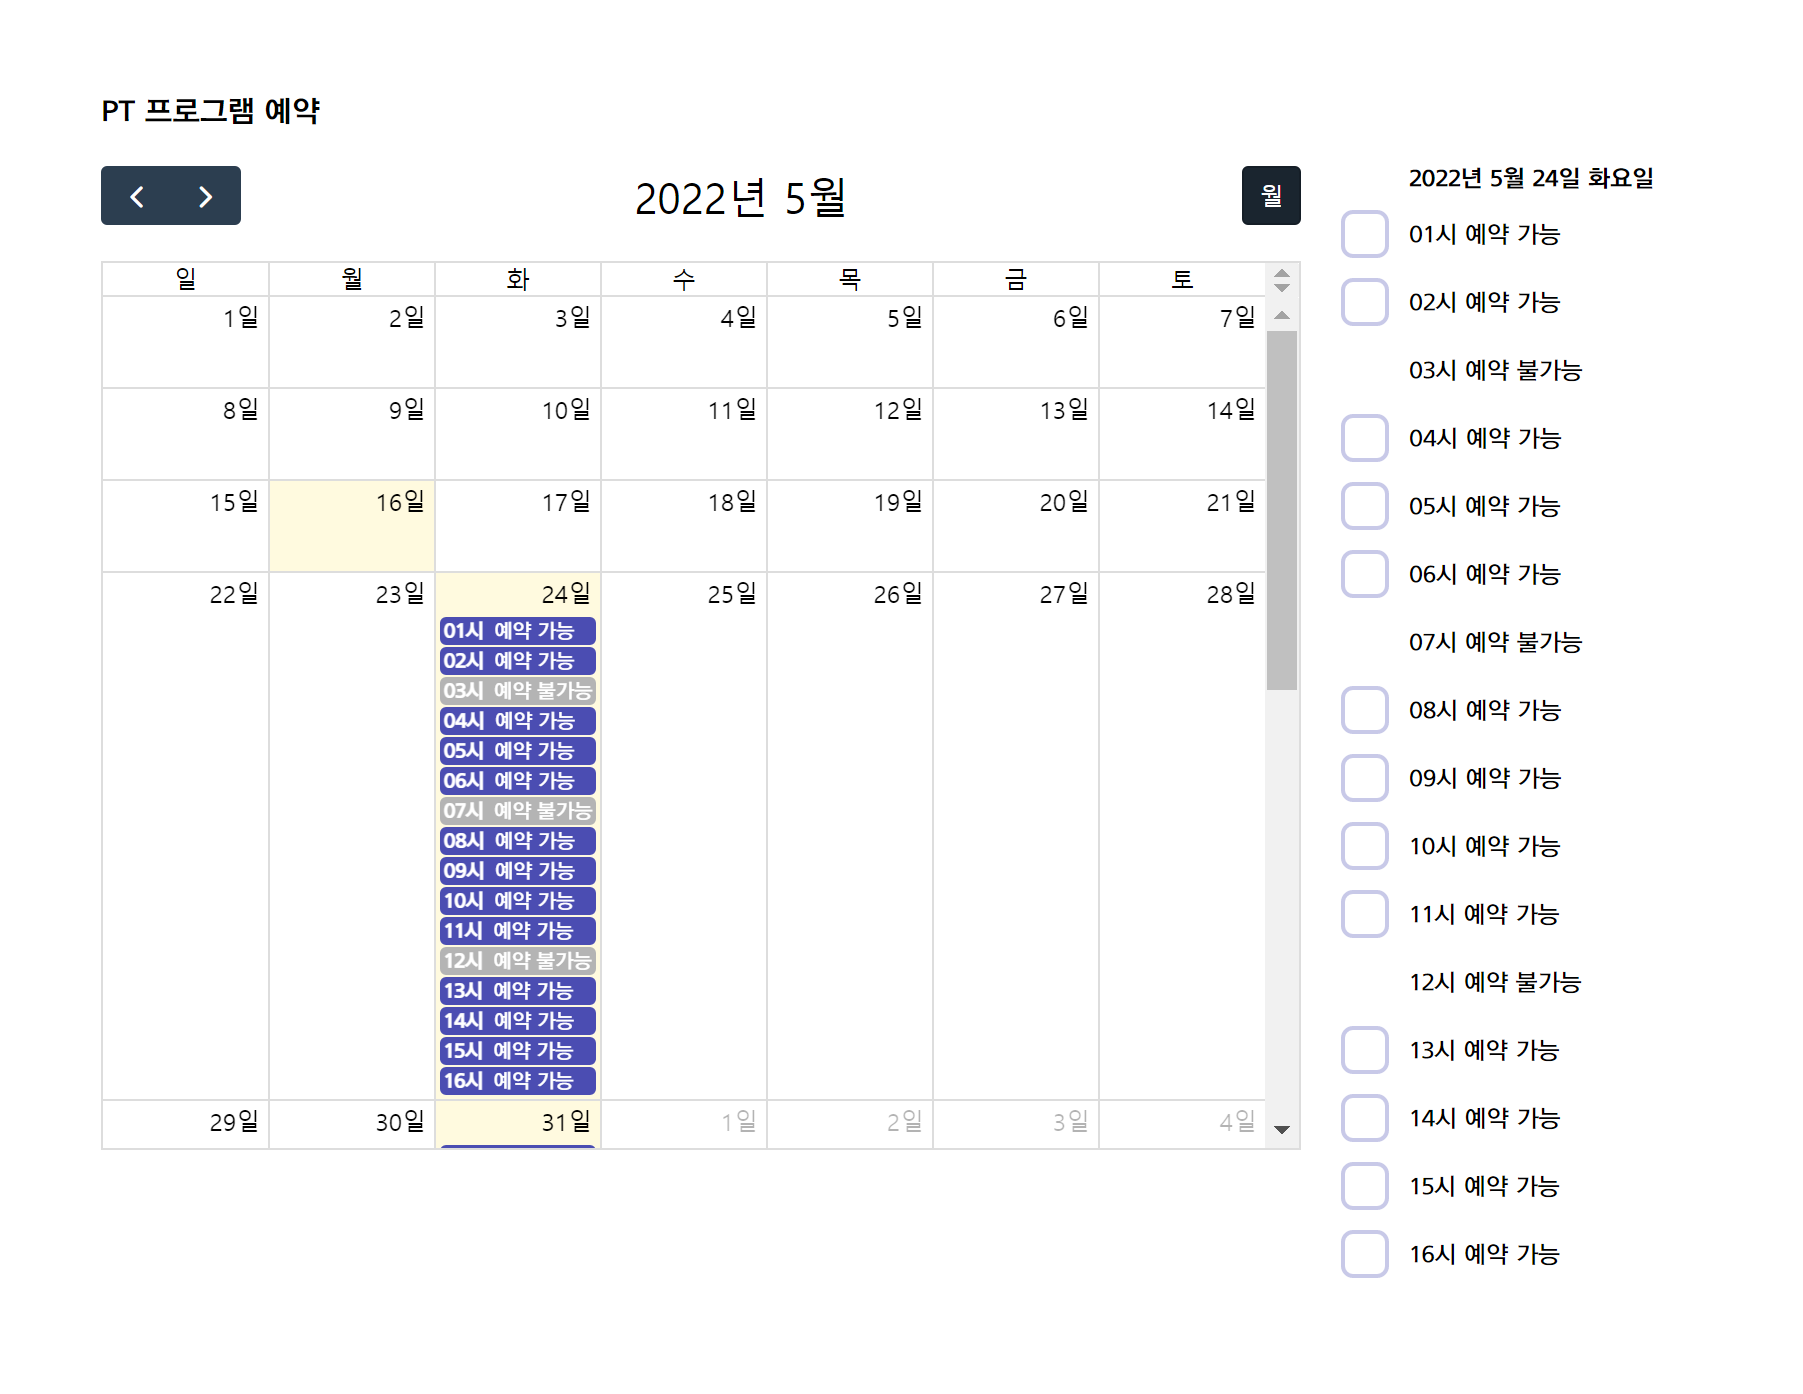 PT 프로그램 예약
2022년 5월
월
일 월 화 수 목 금 토
1일 2일 3일 4일 5일 6일 7일
8일 9일 10일 11일 12일 13일 14일
15일 16일 17일 18일 19일 20일 21일
22일 23일 24일 25일 26일 27일 28일
01시 예약 가능
02시 예약 가능
03시 예약 불가능
04시 예약 가능
05시 예약 가능
06시 예약 가능
07시 예약 불가능
08시 예약 가능
09시 예약 가능
10시 예약 가능
11시 예약 가능
12시 예약 불가능
13시 예약 가능
14시 예약 가능
15시 예약 가능
16시 예약 가능
29일 30일 31일 1일 2일 3일 4일
2022년 5월 24일 화요일
01시 예약 가능
02시 예약 가능
03시 예약 불가능
04시 예약 가능
05시 예약 가능
06시 예약 가능
07시 예약 불가능
08시 예약 가능
09시 예약 가능
10시 예약 가능
11시 예약 가능
12시 예약 불가능
13시 예약 가능
14시 예약 가능
15시 예약 가능
16시 예약 가능